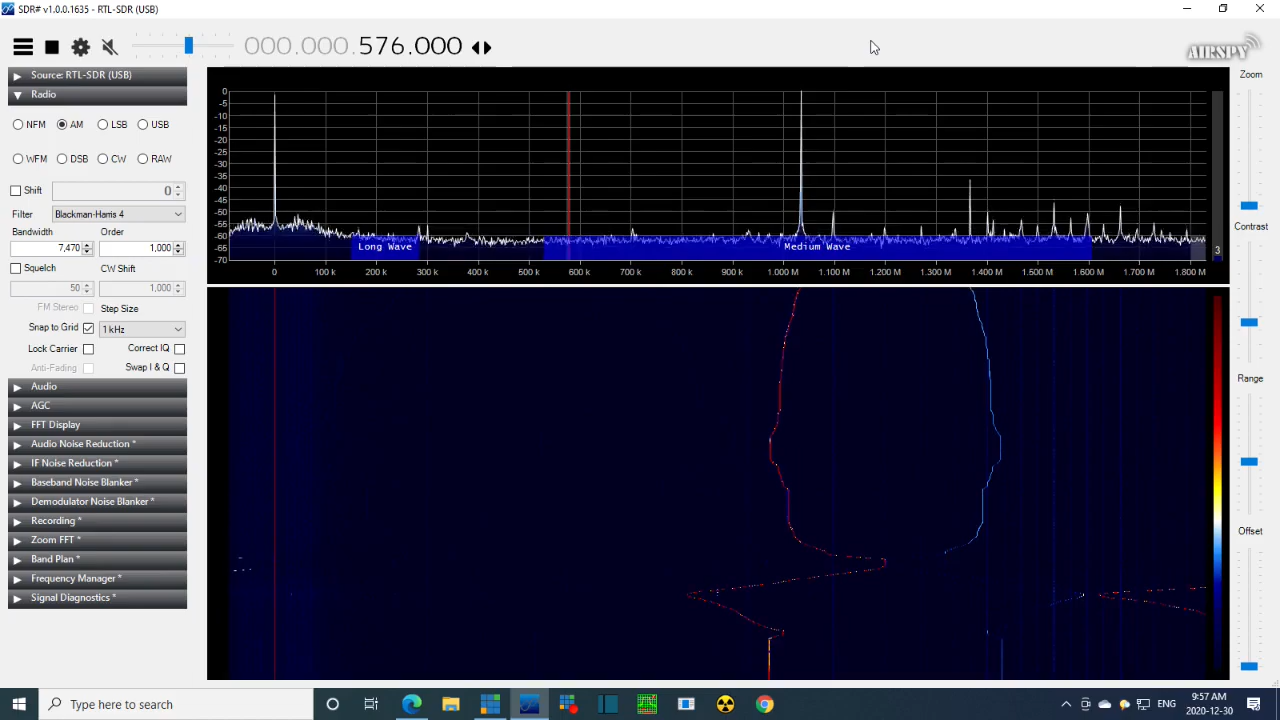 SDR# v1.0.0.1635 - RTL-SDR (USB)
000.000.576.000
AIRSPY
Source: RTL-SDR (USB)
Radio
NFM AM LSB USB
WFM DSB CW RAW
Shift 0
Filter Blackman-Harris 4
Bandwidth Order
7,470 1,000
Squelch CW Shift
50 1,000
FM Stereo Step Size
Snap to Grid 1 kHz
Lock Carrier Correct IQ
Anti-Fading Swap I & Q
Audio
AGC
FFT Display
Audio Noise Reduction *
IF Noise Reduction *
Baseband Noise Blanker *
Demodulator Noise Blanker *
Recording *
Zoom FFT *
Band Plan *
Frequency Manager *
Signal Diagnostics *
0
-5
-10
-15
-20
-25
-30
-35
-40
-45
-50
-55
-60
-65
-70
Long Wave Medium Wave
0 100 k 200 k 300 k 400 k 500 k 600 k 700 k 800 k 900 k 1.000 M 1.100 M 1.200 M 1.300 M 1.400 M 1.500 M 1.600 M 1.700 M 1.800 M
3
Zoom
Contrast
Range
Offset
Type here to search
ENG
9:57 AM
2020-12-30